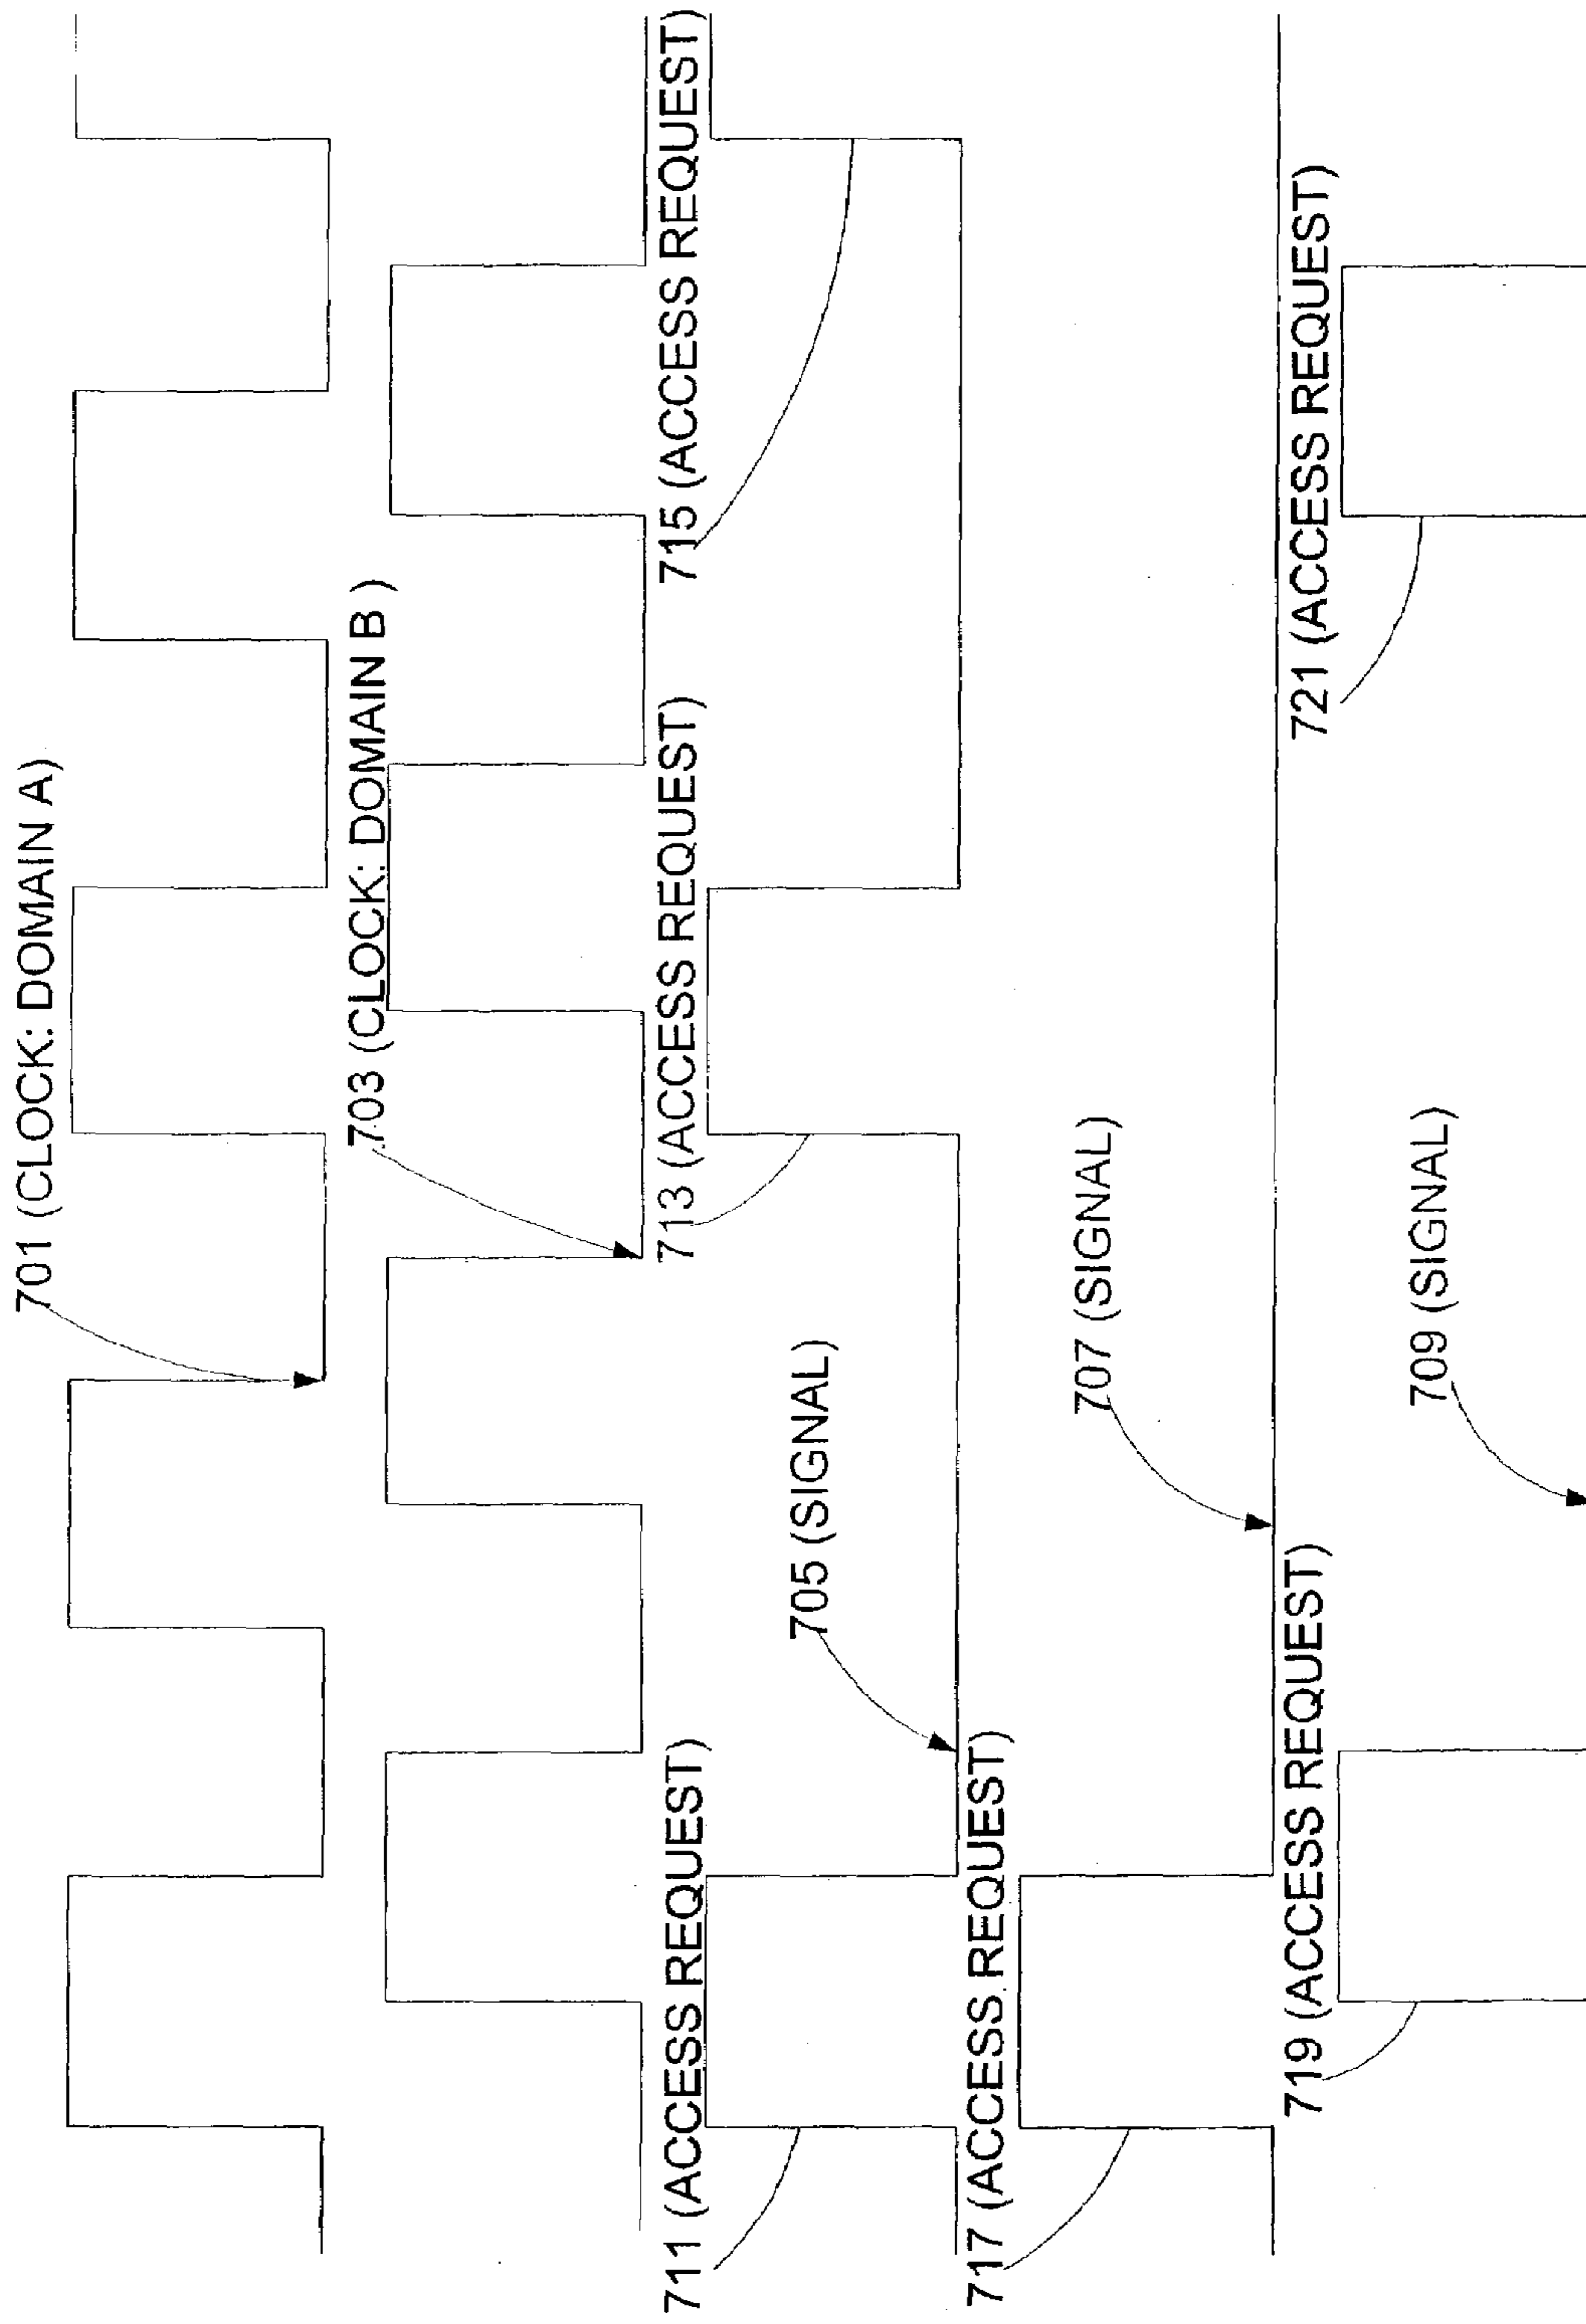 701 (CLOCK: DOMAIN A)
703 (CLOCK: DOMAIN B )
711 (ACCESS REQUEST)
713 (ACCESS REQUEST)
715 (ACCESS REQUEST)
705 (SIGNAL)
717 (ACCESS REQUEST)
707 (SIGNAL)
719 (ACCESS REQUEST)
721 (ACCESS REQUEST)
709 (SIGNAL)